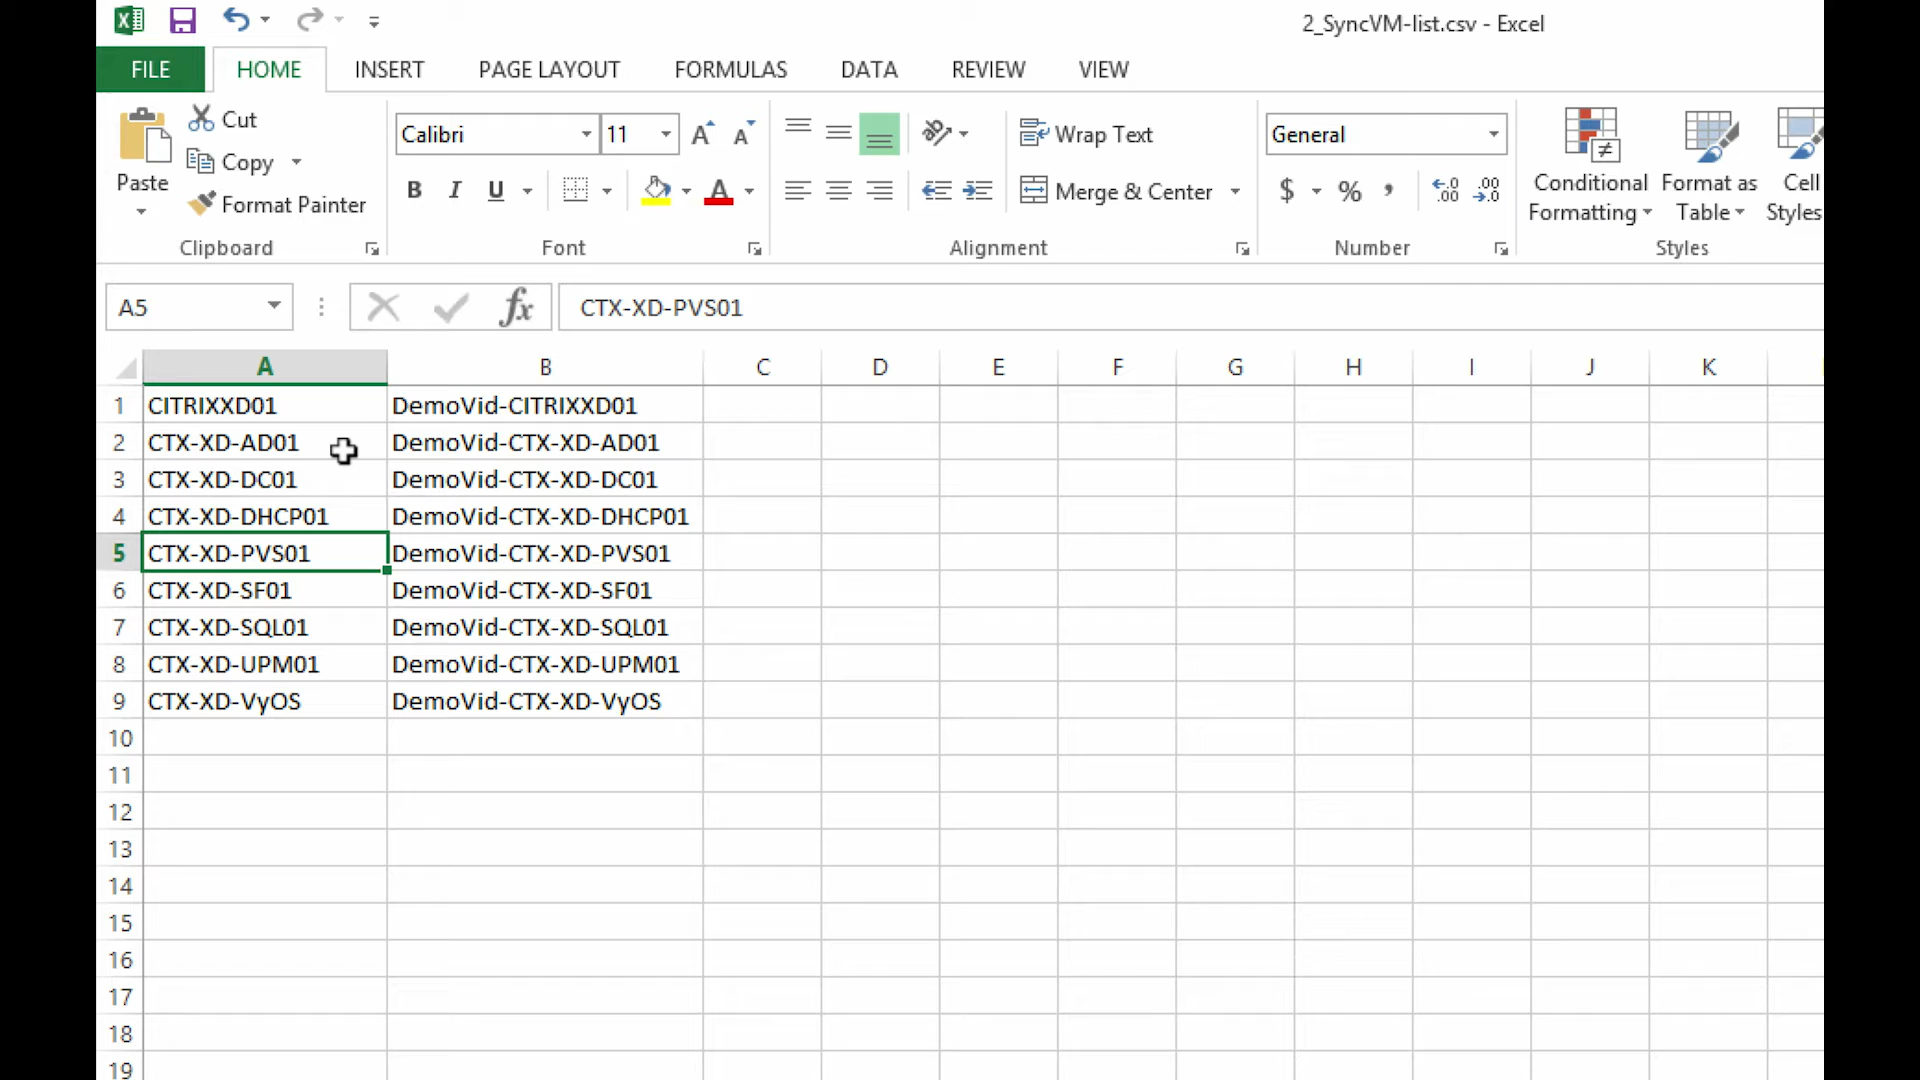 2_SyncVM-list.csv - Excel
FILE HOME INSERT PAGE LAYOUT FORMULAS DATA REVIEW VIEW
Paste
Cut
Copy
Format Painter
Clipboard
Calibri 11
B I U A
Font
Wrap Text
Merge & Center
Alignment
General
$ % ,
Number
Conditional
Formatting
Format as
Table
Cell
Styles
Styles
A5 fx CTX-XD-PVS01
A B C D E F G H I J K
1 CITRIXXD01 DemoVid-CITRIXXD01
2 CTX-XD-AD01 DemoVid-CTX-XD-AD01
3 CTX-XD-DC01 DemoVid-CTX-XD-DC01
4 CTX-XD-DHCP01 DemoVid-CTX-XD-DHCP01
5 CTX-XD-PVS01 DemoVid-CTX-XD-PVS01
6 CTX-XD-SF01 DemoVid-CTX-XD-SF01
7 CTX-XD-SQL01 DemoVid-CTX-XD-SQL01
8 CTX-XD-UPM01 DemoVid-CTX-XD-UPM01
9 CTX-XD-VyOS DemoVid-CTX-XD-VyOS
10
11
12
13
14
15
16
17
18
19